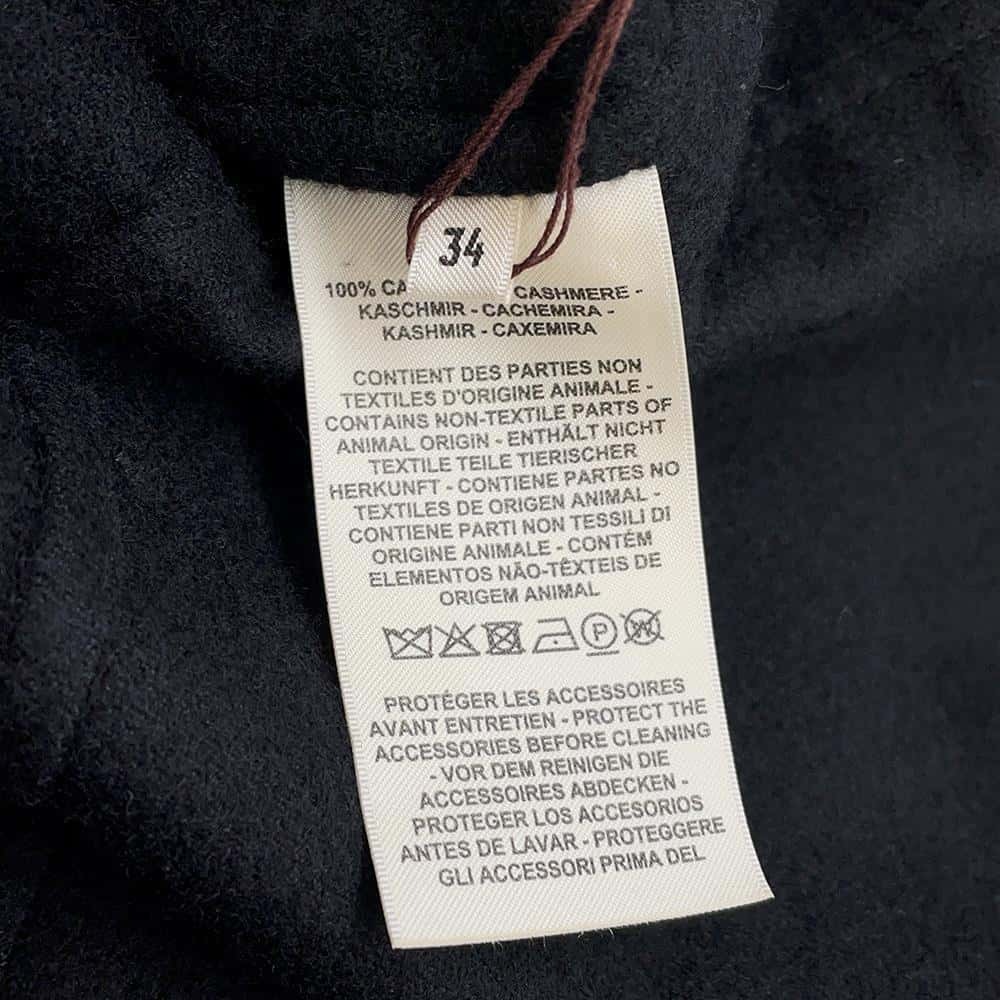 34
100% CA CASHMERE -
KASCHMIR - CACHEMIRA -
KASHMIR - CAXEMIRA
CONTIENT DES PARTIES NON
TEXTILES D'ORIGINE ANIMALE -
CONTAINS NON-TEXTILE PARTS OF
ANIMAL ORIGIN - ENTHÄLT NICHT
TEXTILE TEILE TIERISCHER
HERKUNFT - CONTIENE PARTES NO
TEXTILES DE ORIGEN ANIMAL -
CONTIENE PARTI NON TESSILI DI
ORIGINE ANIMALE - CONTÉM
ELEMENTOS NÃO-TÊXTEIS DE
ORIGEM ANIMAL
P W
PROTÉGER LES ACCESSOIRES
AVANT ENTRETIEN - PROTECT THE
ACCESSORIES BEFORE CLEANING
- VOR DEM REINIGEN DIE
ACCESSOIRES ABDECKEN -
PROTEGER LOS ACCESORIOS
ANTES DE LAVAR - PROTEGGERE
GLI ACCESSORI PRIMA DEL